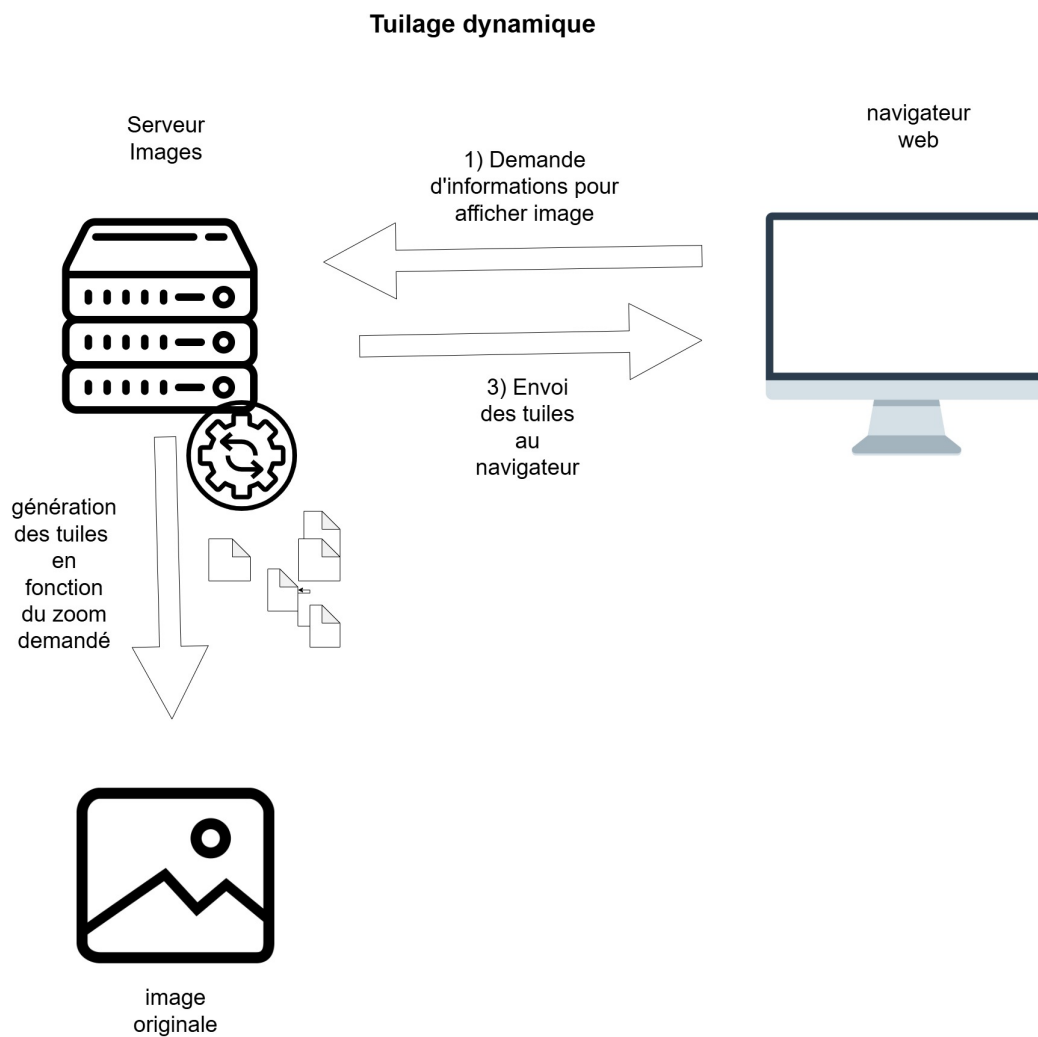 Tuilage dynamique
Serveur
Images
navigateur
web
1) Demande
d'informations pour
afficher image
3) Envoi
des tuiles
au
navigateur
génération
des tuiles
en
fonction
du zoom
demandé
image
originale